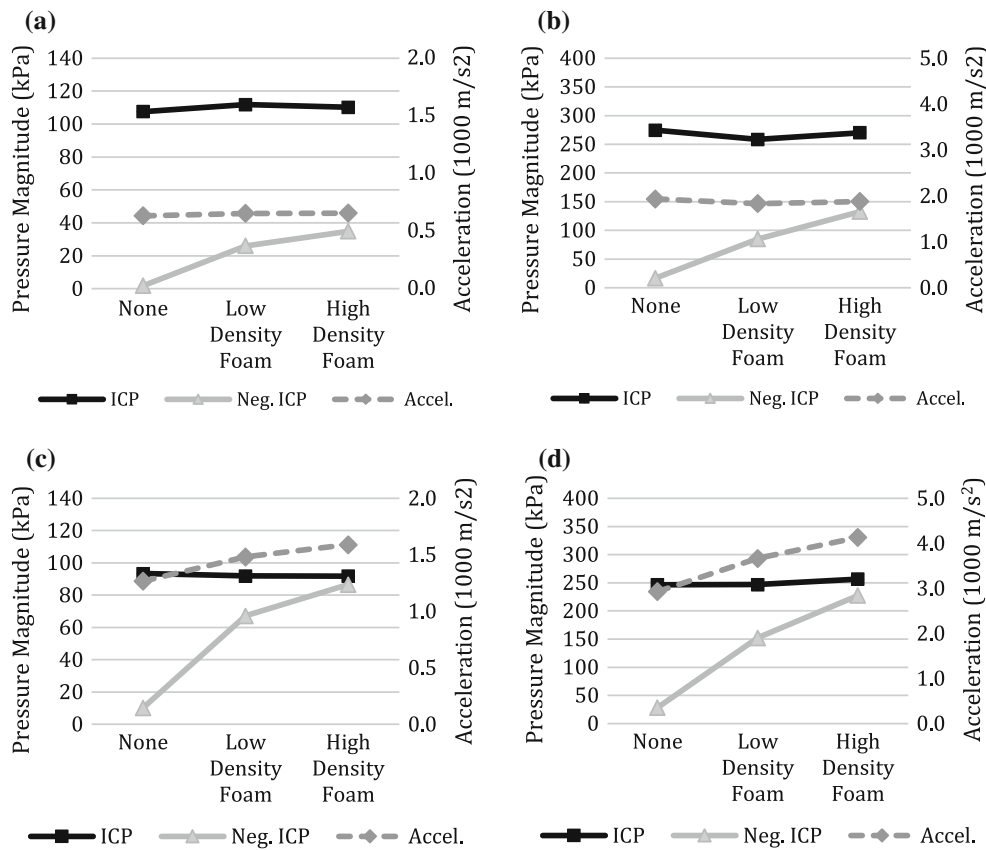 (a)
Pressure Magnitude (kPa)
140
120
100
80
60
40
20
0
2.0
1.5
1.0
0.5
0.0
Acceleration (1000 m/s2)
None
Low
Density
Foam
High
Density
Foam
ICP
Neg. ICP
Accel.
(b)
Pressure Magnitude (kPa)
400
350
300
250
200
150
100
50
0
5.0
4.0
3.0
2.0
1.0
0.0
Acceleration (1000 m/s2)
None
Low
Density
Foam
High
Density
Foam
ICP
Neg. ICP
Accel.
(c)
Pressure Magnitude (kPa)
140
120
100
80
60
40
20
0
2.0
1.5
1.0
0.5
0.0
Acceleration (1000 m/s2)
None
Low
Density
Foam
High
Density
Foam
ICP
Neg. ICP
Accel.
(d)
Pressure Magnitude (kPa)
400
350
300
250
200
150
100
50
0
5.0
4.0
3.0
2.0
1.0
0.0
Acceleration (1000 m/s²)
None
Low
Density
Foam
High
Density
Foam
ICP
Neg. ICP
Accel.